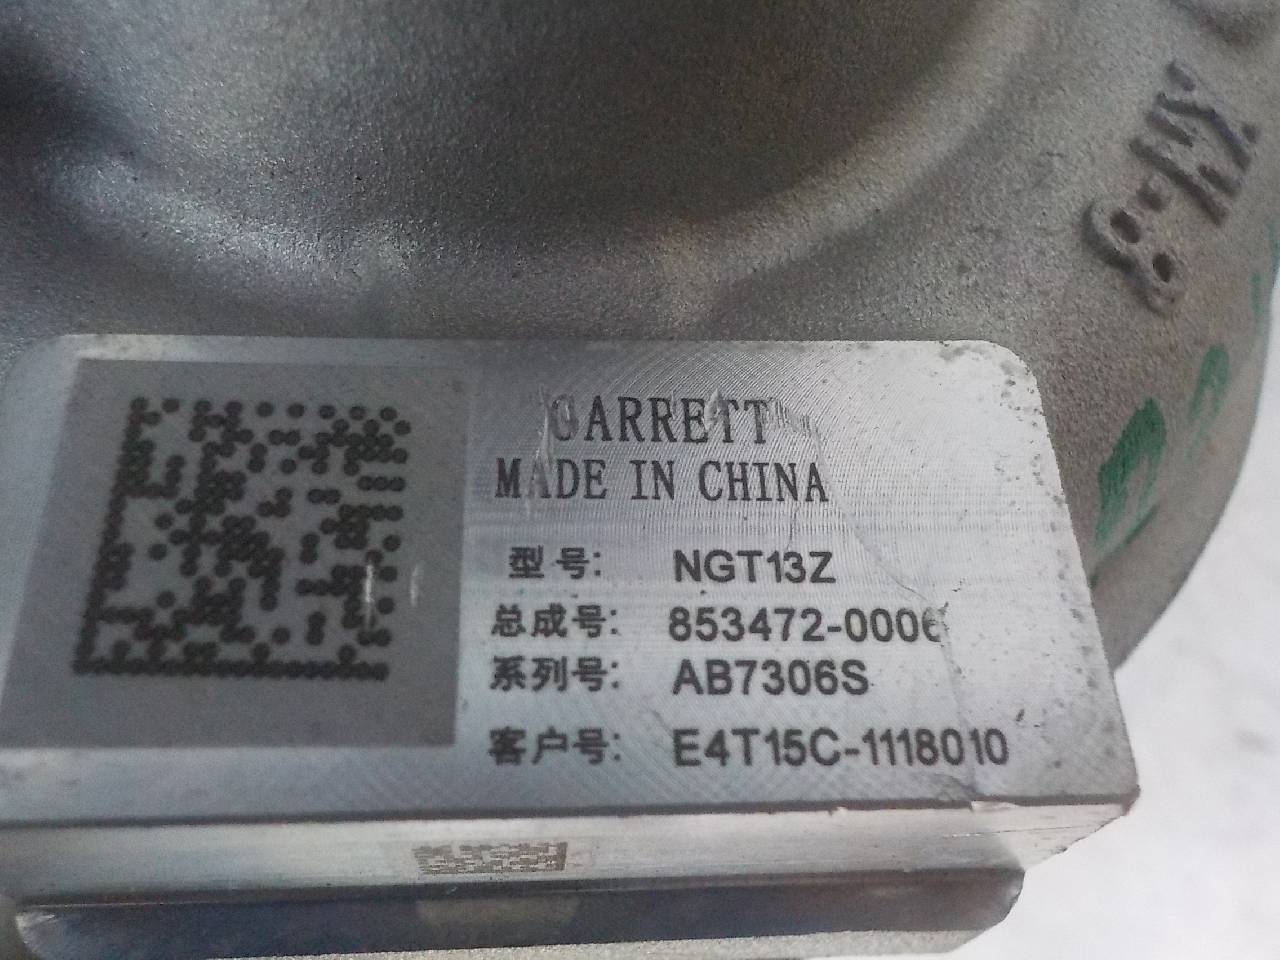 GARRETT
MADE IN CHINA
型号: NGT13Z
总成号: 853472-0006
系列号: AB7306S
客户号: E4T15C-1118010